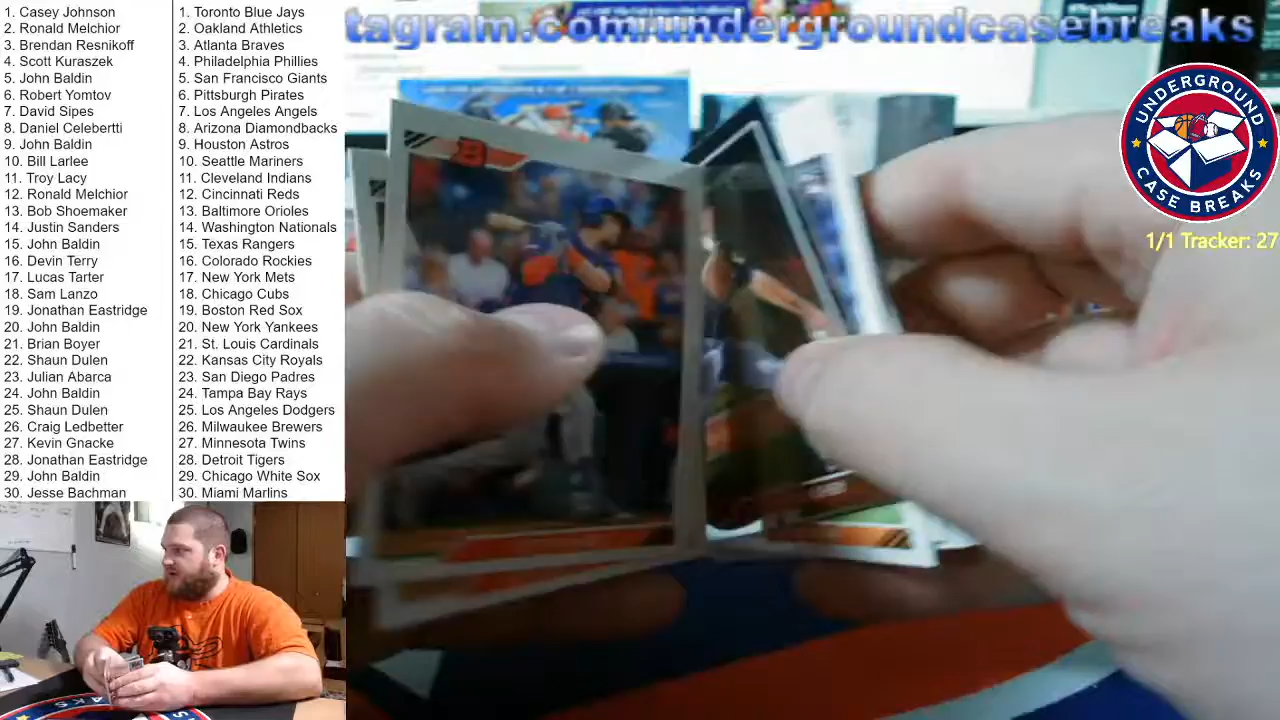 tagram.com/undergroundcasebreaks
1. Casey Johnson
2. Ronald Melchior
3. Brendan Resnikoff
4. Scott Kuraszek
5. John Baldin
6. Robert Yomtov
7. David Sipes
8. Daniel Celebertti
9. John Baldin
10. Bill Larlee
11. Troy Lacy
12. Ronald Melchior
13. Bob Shoemaker
14. Justin Sanders
15. John Baldin
16. Devin Terry
17. Lucas Tarter
18. Sam Lanzo
19. Jonathan Eastridge
20. John Baldin
21. Brian Boyer
22. Shaun Dulen
23. Julian Abarca
24. John Baldin
25. Shaun Dulen
26. Craig Ledbetter
27. Kevin Gnacke
28. Jonathan Eastridge
29. John Baldin
30. Jesse Bachman
1. Toronto Blue Jays
2. Oakland Athletics
3. Atlanta Braves
4. Philadelphia Phillies
5. San Francisco Giants
6. Pittsburgh Pirates
7. Los Angeles Angels
8. Arizona Diamondbacks
9. Houston Astros
10. Seattle Mariners
11. Cleveland Indians
12. Cincinnati Reds
13. Baltimore Orioles
14. Washington Nationals
15. Texas Rangers
16. Colorado Rockies
17. New York Mets
18. Chicago Cubs
19. Boston Red Sox
20. New York Yankees
21. St. Louis Cardinals
22. Kansas City Royals
23. San Diego Padres
24. Tampa Bay Rays
25. Los Angeles Dodgers
26. Milwaukee Brewers
27. Minnesota Twins
28. Detroit Tigers
29. Chicago White Sox
30. Miami Marlins
UNDERGROUND
CASE BREAKS
1/1 Tracker: 27